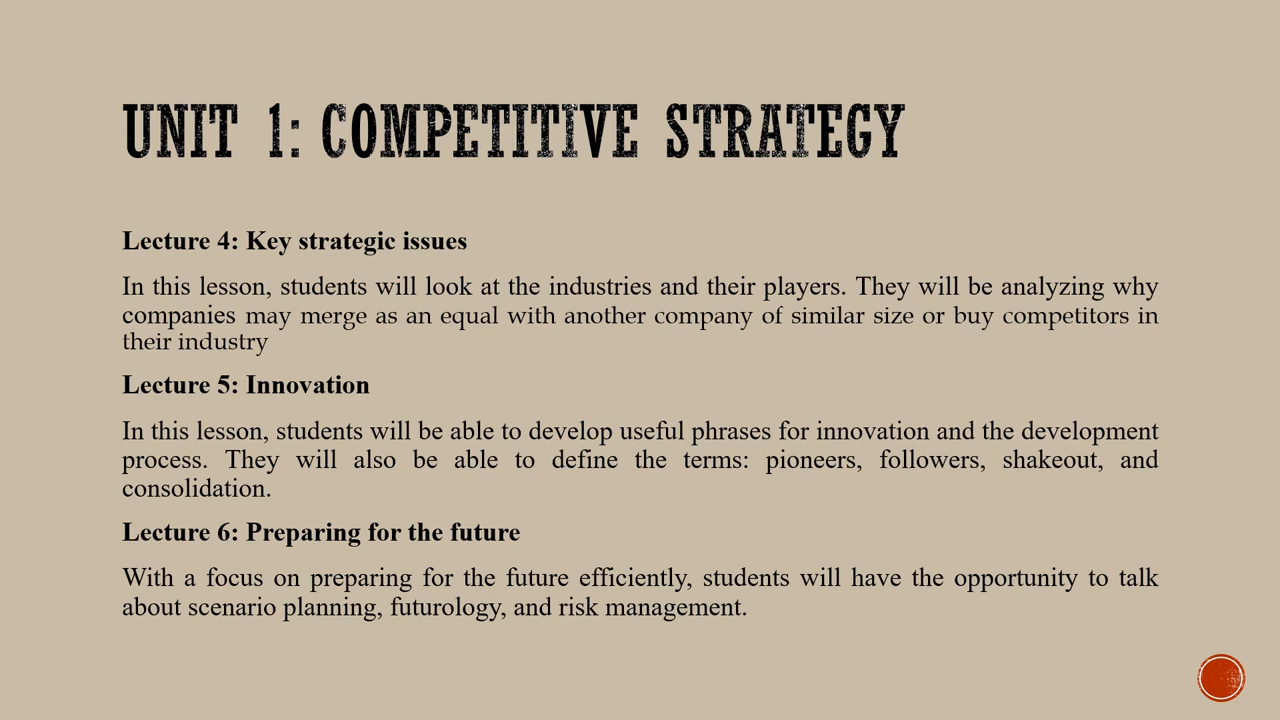 UNIT 1: COMPETITIVE STRATEGY
Lecture 4: Key strategic issues
In this lesson, students will look at the industries and their players. They will be analyzing why
companies may merge as an equal with another company of similar size or buy competitors in
their industry
Lecture 5: Innovation
In this lesson, students will be able to develop useful phrases for innovation and the development
process. They will also be able to define the terms: pioneers, followers, shakeout, and
consolidation.
Lecture 6: Preparing for the future
With a focus on preparing for the future efficiently, students will have the opportunity to talk
about scenario planning, futurology, and risk management.